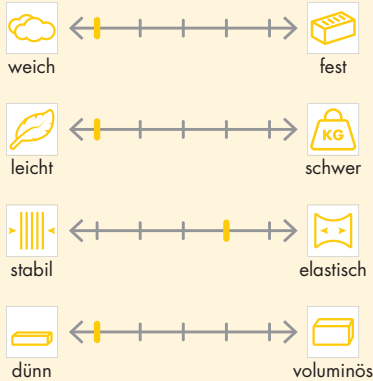 weich fest
KG
leicht schwer
stabil elastisch
dünn voluminös